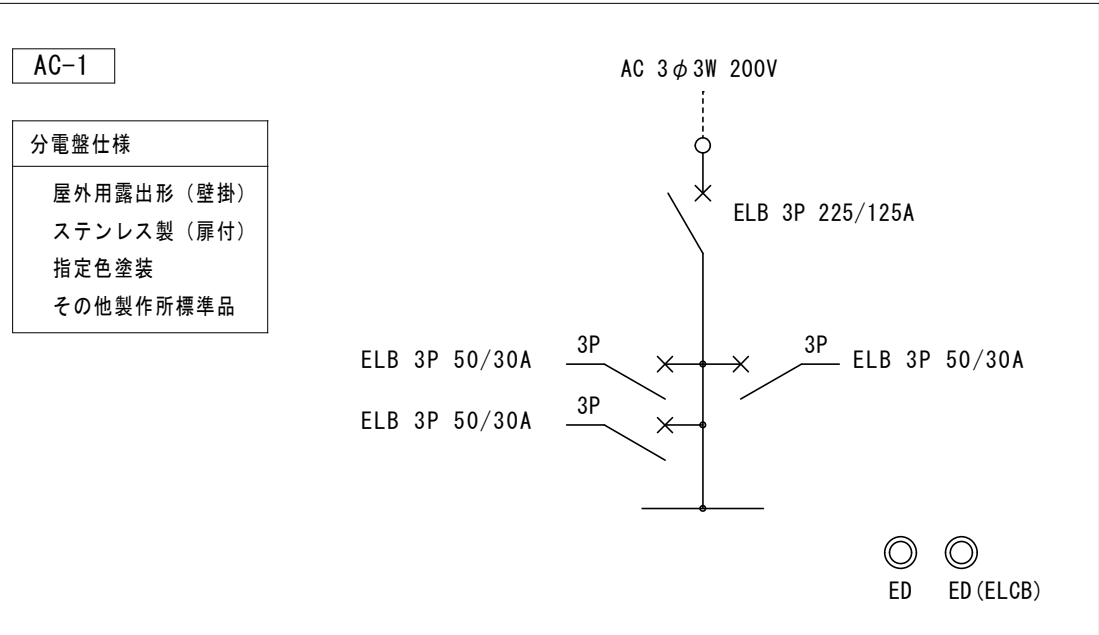 AC-1
AC 3φ3W 200V
分電盤仕様
屋外用露出形（壁掛）
ステンレス製（扉付）
指定色塗装
その他製作所標準品
ELB 3P 225/125A
ELB 3P 50/30A
3P
3P
ELB 3P 50/30A
ELB 3P 50/30A
3P
ED
ED(ELCB)